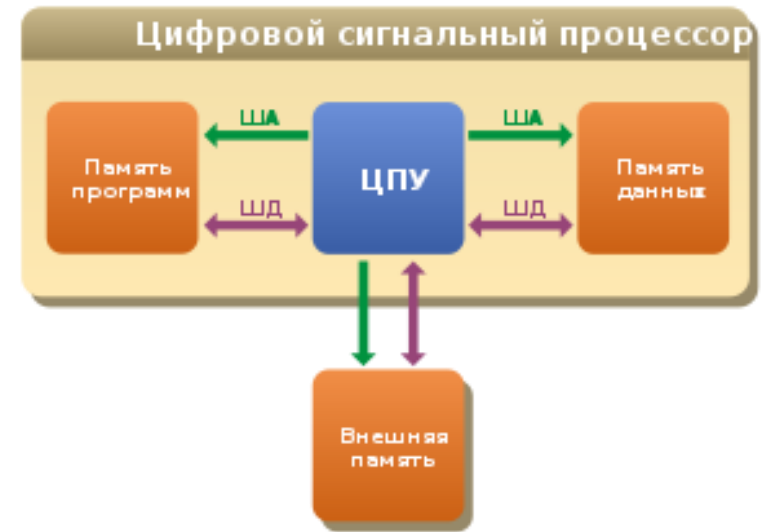 Цифровой сигнальный процессор
ША
ША
Память
программ
ЦПУ
Память
данных
ШД
ШД
Внешняя
память